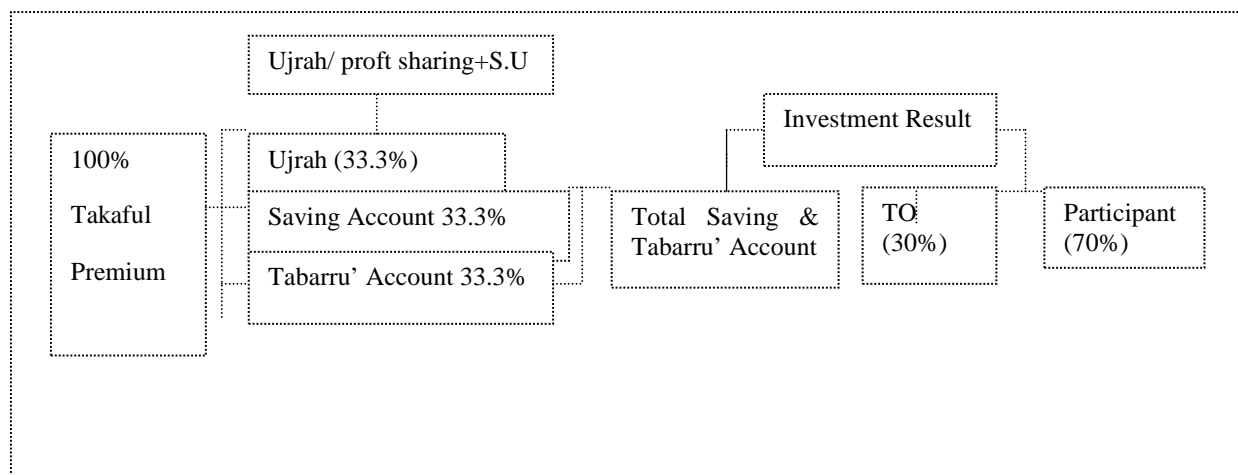 Ujrah/ proft sharing+S.U
Investment Result
100%
Takaful
Premium
Ujrah (33.3%)
Saving Account 33.3%
Tabarru’ Account 33.3%
Total Saving &
Tabarru’ Account
TO
(30%)
Participant
(70%)